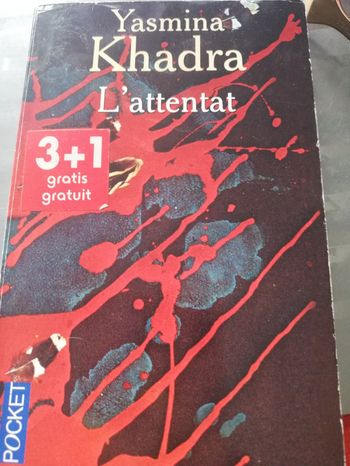 Yasmina
Khadra
L'attentat
3+1
gratis
gratuit
POCKET